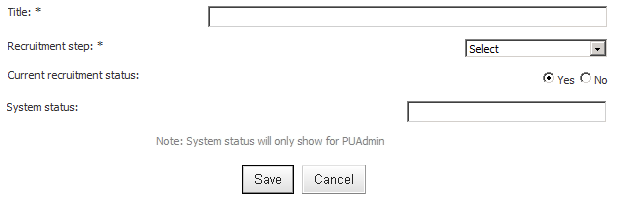 Title: *
Recruitment step: * Select
Current recruitment status: Yes No
System status:
Note: System status will only show for PUAdmin
Save Cancel